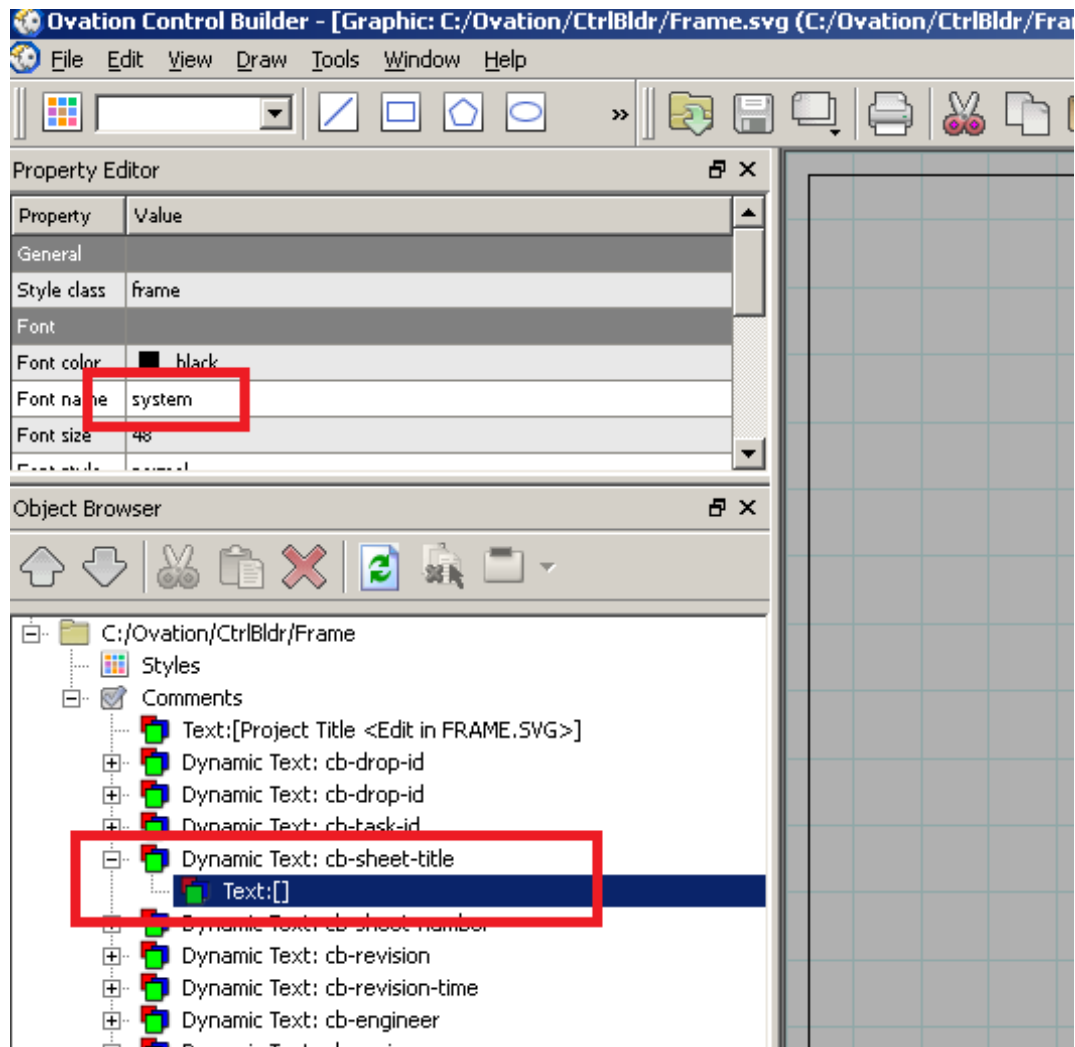 Ovation Control Builder - [Graphic: C:/Ovation/CtrlBldr/Frame.svg (C:/Ovation/CtrlBldr/Fra
File Edit View Draw Tools Window Help
»
Property Editor
Property Value
General
Style class frame
Font
Font color black
Font name system
Font size 48
Font style normal
Object Browser
C:/Ovation/CtrlBldr/Frame
Styles
Comments
Text:[Project Title <Edit in FRAME.SVG>]
Dynamic Text: cb-drop-id
Dynamic Text: cb-drop-id
Dynamic Text: cb-task-id
Dynamic Text: cb-sheet-title
Text:[]
Dynamic Text: cb-sheet-number
Dynamic Text: cb-revision
Dynamic Text: cb-revision-time
Dynamic Text: cb-engineer